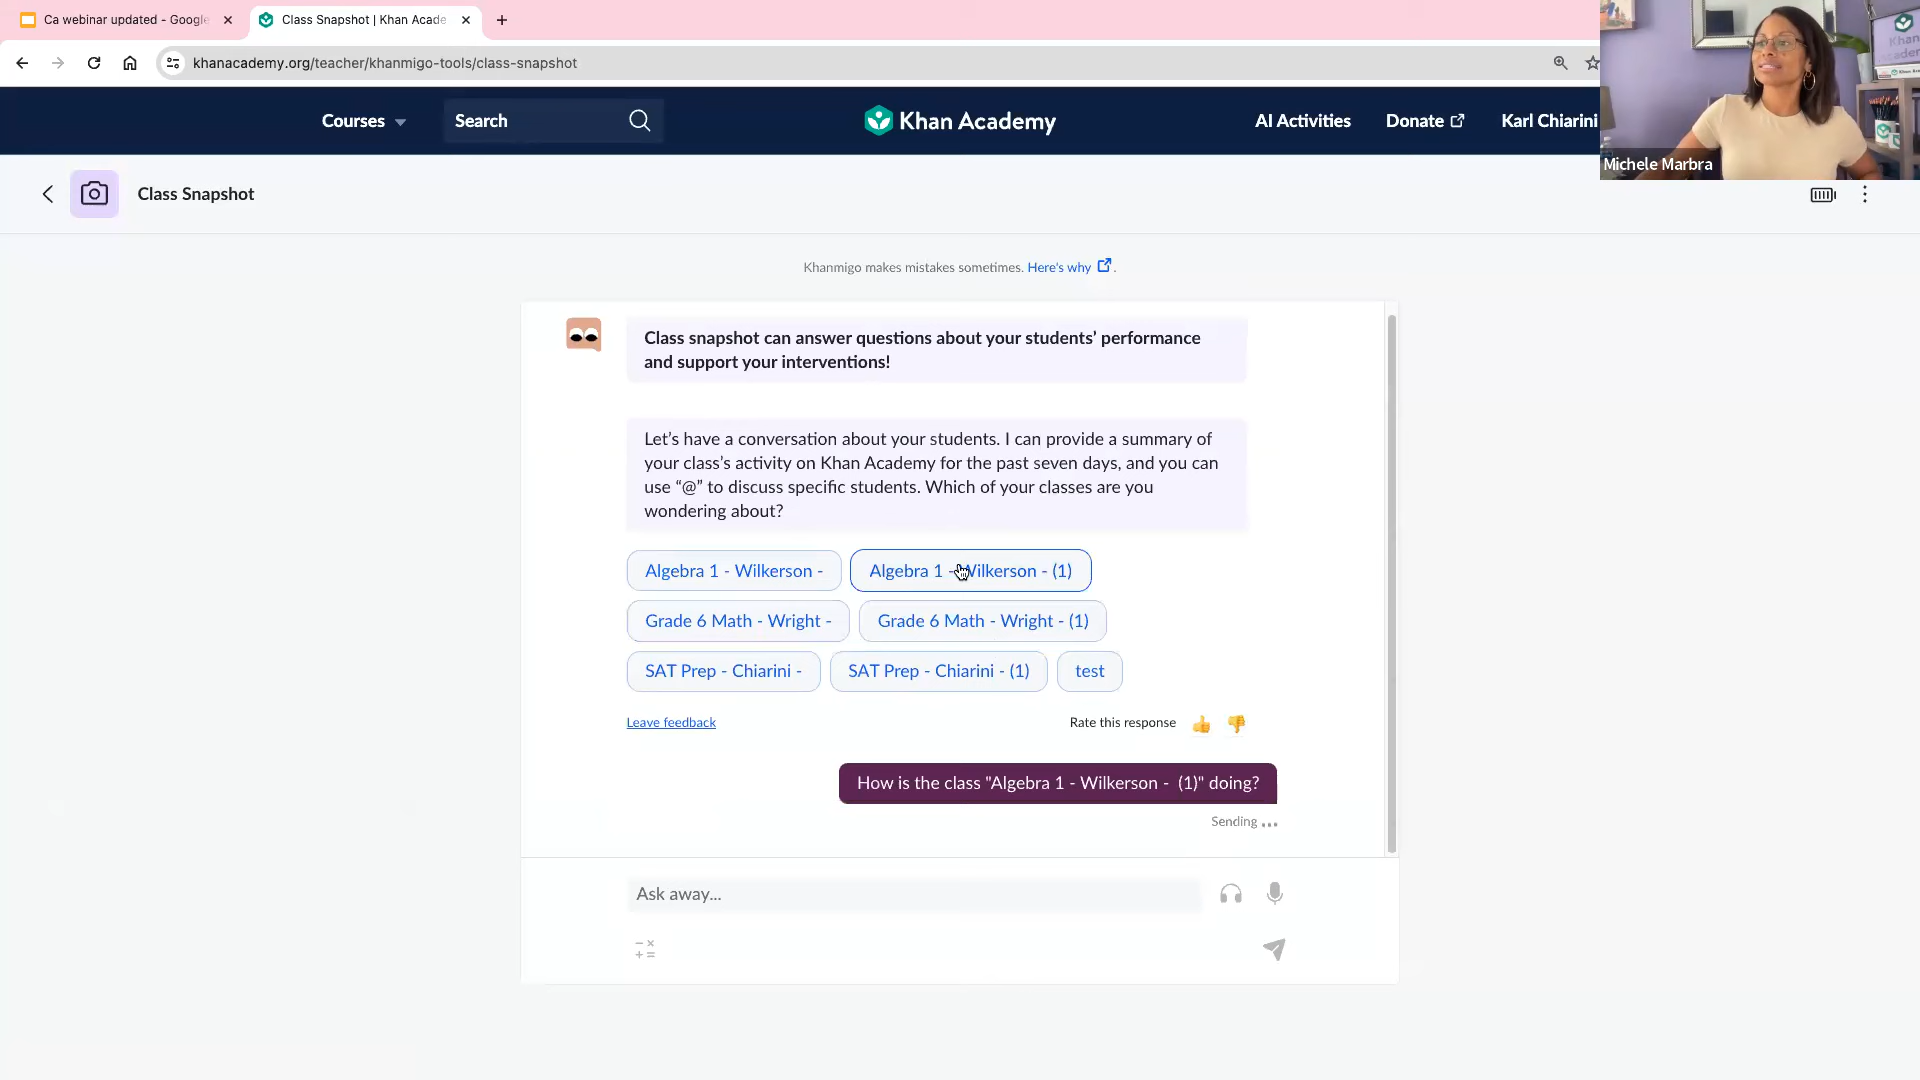 Ca webinar updated - Google
Class Snapshot | Khan Acade
khanacademy.org/teacher/khanmigo-tools/class-snapshot
Courses
Search
Khan Academy
AI Activities
Donate
Karl Chiarini
Michele Marbra
Class Snapshot
Khanmigo makes mistakes sometimes. Here's why.
Class snapshot can answer questions about your students' performance
and support your interventions!
Let's have a conversation about your students. I can provide a summary of
your class's activity on Khan Academy for the past seven days, and you can
use “@” to discuss specific students. Which of your classes are you
wondering about?
Algebra 1 - Wilkerson -
Algebra 1 - Wilkerson - (1)
Grade 6 Math - Wright -
Grade 6 Math - Wright - (1)
SAT Prep - Chiarini -
SAT Prep - Chiarini - (1)
test
Leave feedback
Rate this response
How is the class "Algebra 1 - Wilkerson -  (1)" doing?
Sending ...
Ask away...